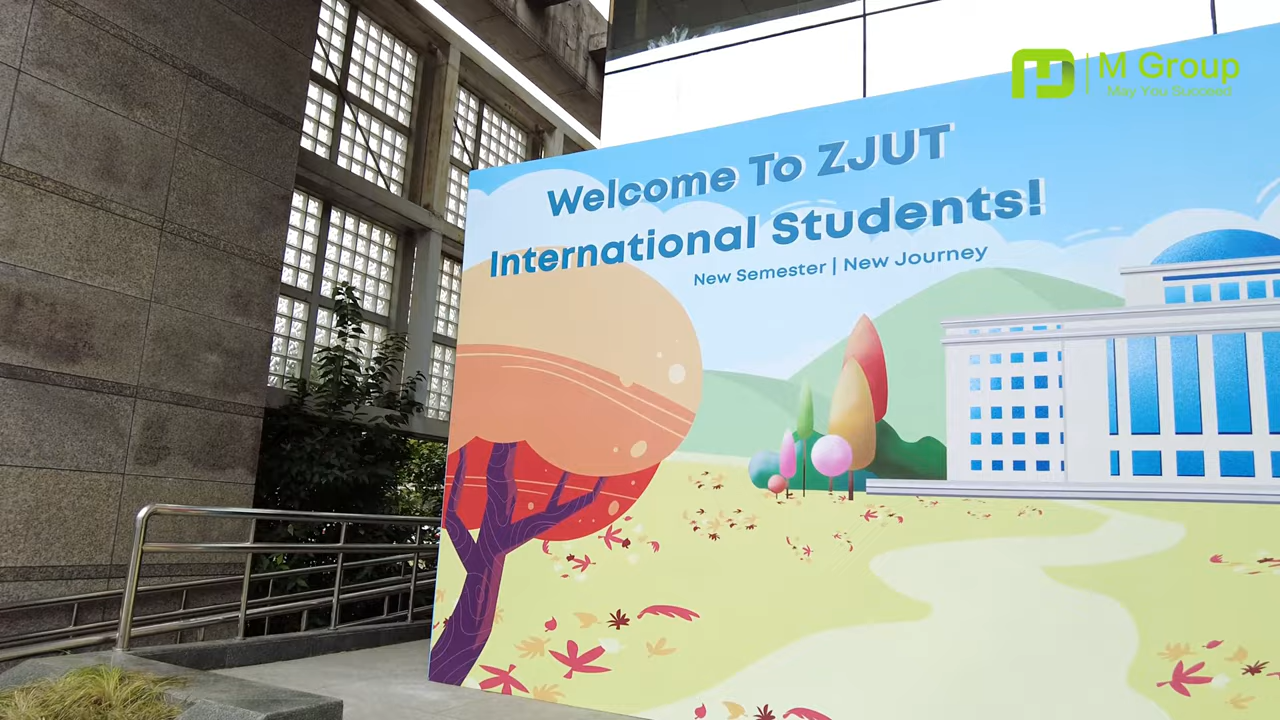 M Group
May You Succeed
Welcome To ZJUT
International Students!
New Semester | New Journey